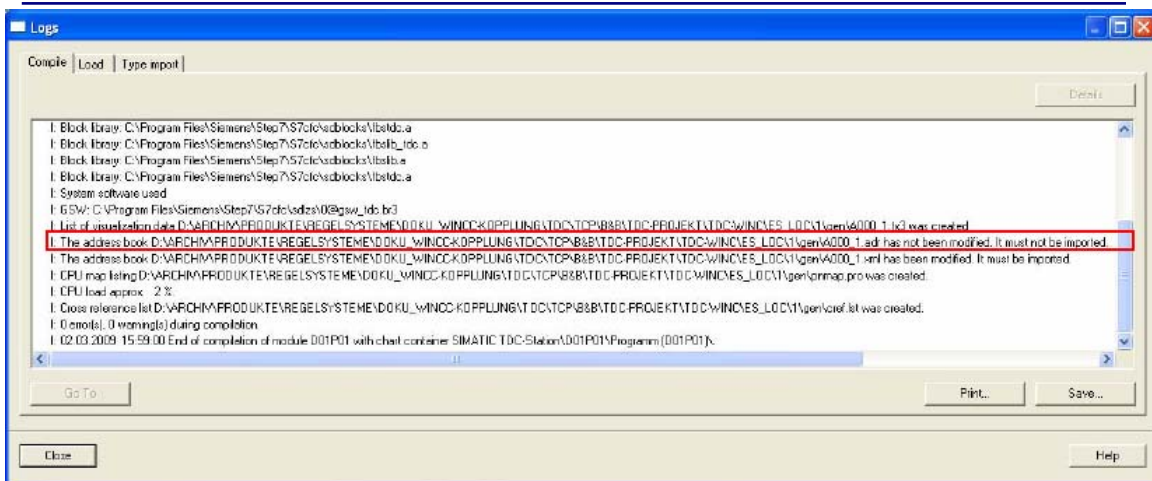 Logs
Compile Load Type import
Details
I: Block library: C:\Program Files\Siemens\Step7\S7cfc\sdblocks\fbstdc.a
I: Block library: C:\Program Files\Siemens\Step7\S7cfc\sdblocks\fbslib_tdc.a
I: Block library: C:\Program Files\Siemens\Step7\S7cfc\sdblocks\fbslib.a
I: Block library: C:\Program Files\Siemens\Step7\S7cfc\sdblocks\fbstdc.a
I: System software used
I: GSW: C:\Program Files\Siemens\Step7\S7cfc\sdlzs\0@gsw_tdc.br3
I: List of visualization data D:\ARCHIV\PRODUKTE\REGELSYSTEME\DOKU_WINCC-KOPPLUNG\TDC\TCP\B&B\TDC-PROJEKT\TDC-WINC\ES_LOC\1\gen\A000_1.tx3 was created.
I: The address book D:\ARCHIV\PRODUKTE\REGELSYSTEME\DOKU_WINCC-KOPPLUNG\TDC\TCP\B&B\TDC-PROJEKT\TDC-WINC\ES_LOC\1\gen\A000_1.adr has not been modified. It must not be imported.
I: The address book D:\ARCHIV\PRODUKTE\REGELSYSTEME\DOKU_WINCC-KOPPLUNG\TDC\TCP\B&B\TDC-PROJEKT\TDC-WINC\ES_LOC\1\gen\A000_1.xml has been modified. It must be imported.
I: CPU map listing D:\ARCHIV\PRODUKTE\REGELSYSTEME\DOKU_WINCC-KOPPLUNG\TDC\TCP\B&B\TDC-PROJEKT\TDC-WINC\ES_LOC\1\gen\pnmap.pro was created.
I: CPU load approx. 2 %
I: Cross reference list D:\ARCHIV\PRODUKTE\REGELSYSTEME\DOKU_WINCC-KOPPLUNG\TDC\TCP\B&B\TDC-PROJEKT\TDC-WINC\ES_LOC\1\gen\cref.lst was created.
I: 0 error(s), 0 warning(s) during compilation
I: 02.03.2009 15:59:00 End of compilation of module D01P01 with chart container SIMATIC TDC-Station\D01P01\Programm (D01P01)\.
Go To
Print...
Save...
Close
Help